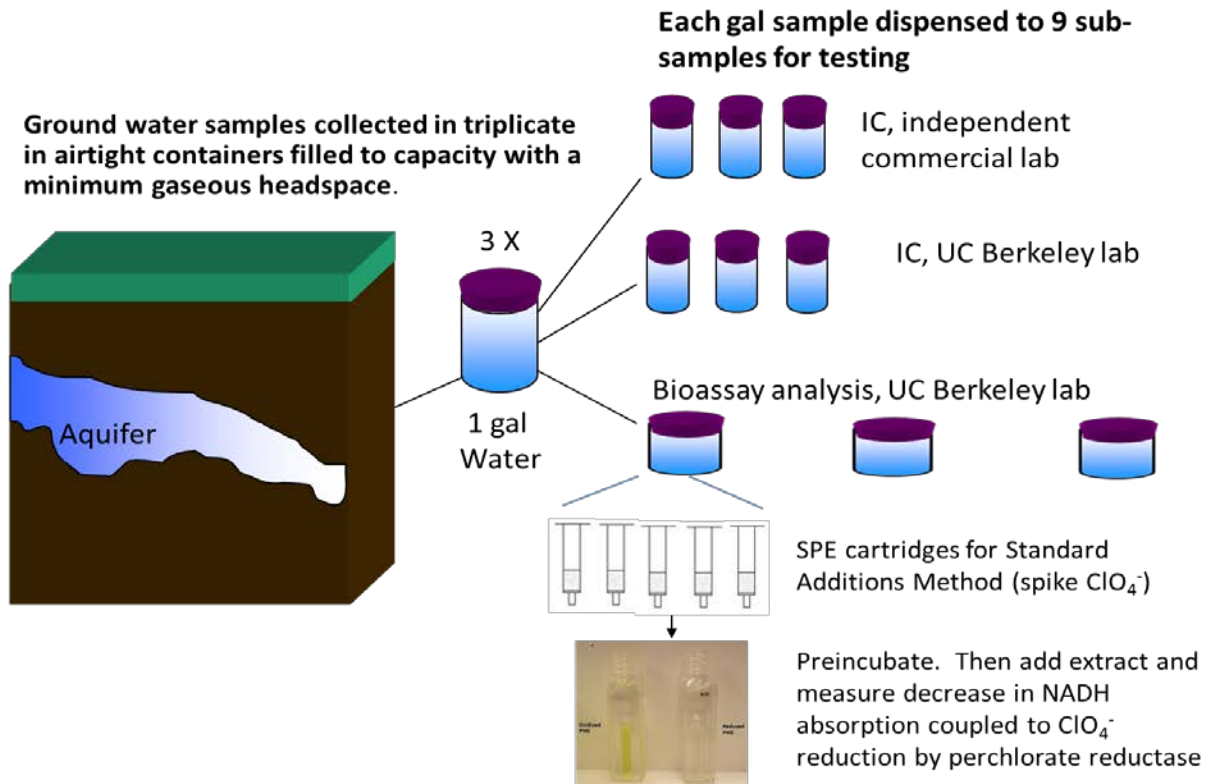 Each gal sample dispensed to 9 sub-
samples for testing
Ground water samples collected in triplicate
in airtight containers filled to capacity with a
minimum gaseous headspace.
IC, independent
commercial lab
3 X
IC, UC Berkeley lab
Aquifer
1 gal
Water
Bioassay analysis, UC Berkeley lab
SPE cartridges for Standard
Additions Method (spike ClO₄⁻)
Preincubate. Then add extract and
measure decrease in NADH
absorption coupled to ClO₄⁻
reduction by perchlorate reductase